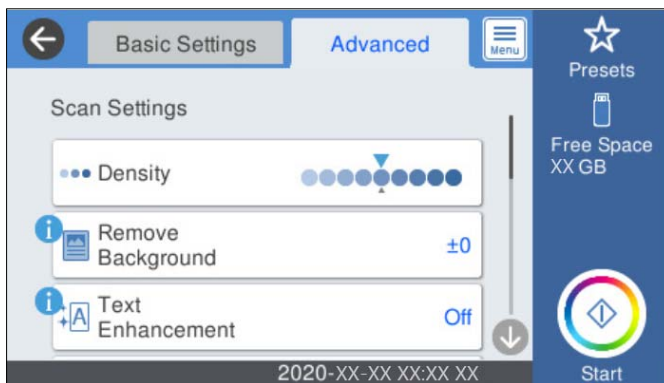 Basic Settings
Advanced
Menu
Presets
Scan Settings
Free Space
XX GB
Density
Remove
Background
±0
Text
Enhancement
Off
A
2020-XX-XX XX:XX XX
Start